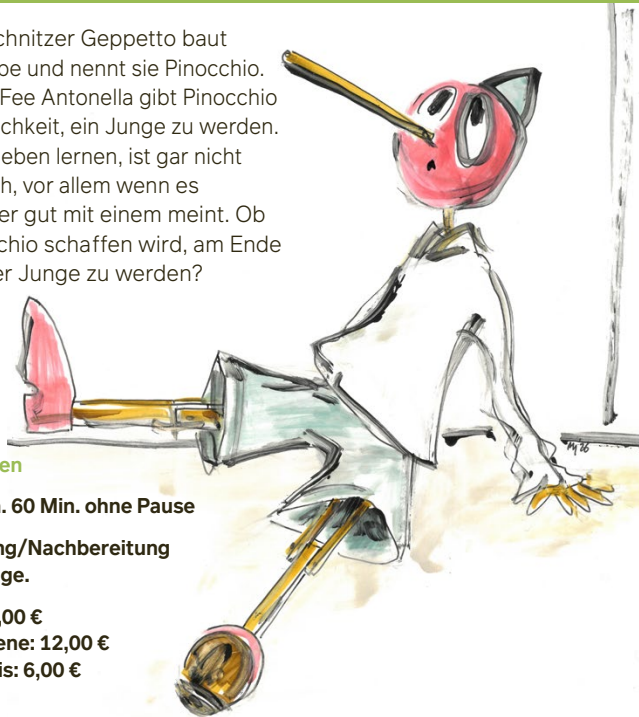 chnitzer Geppetto baut
pe und nennt sie Pinocchio.
Fee Antonella gibt Pinocchio
ichkeit, ein Junge zu werden.
eben lernen, ist gar nicht
h, vor allem wenn es
er gut mit einem meint. Ob
chio schaffen wird, am Ende
er Junge zu werden?
en
. 60 Min. ohne Pause
ng/Nachbereitung
ge.
,00 €
ene: 12,00 €
is: 6,00 €